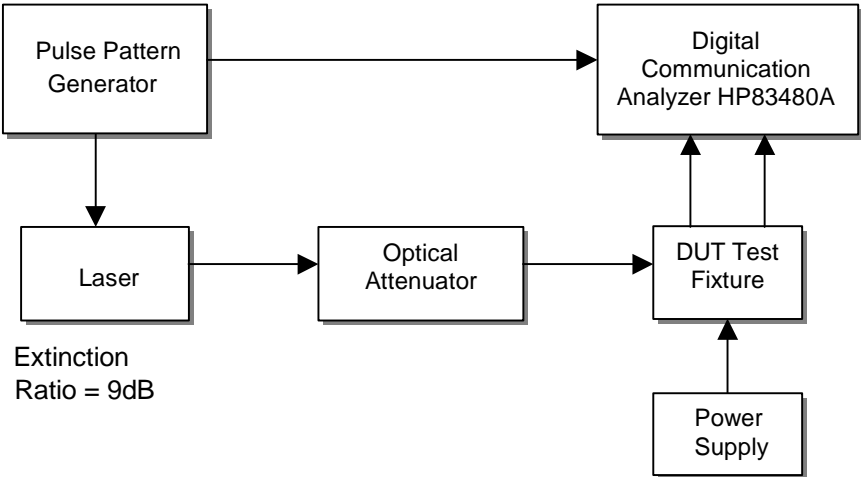 Pulse Pattern
Generator
Digital
Communication
Analyzer HP83480A
Laser
Optical
Attenuator
DUT Test
Fixture
Extinction
Ratio = 9dB
Power
Supply